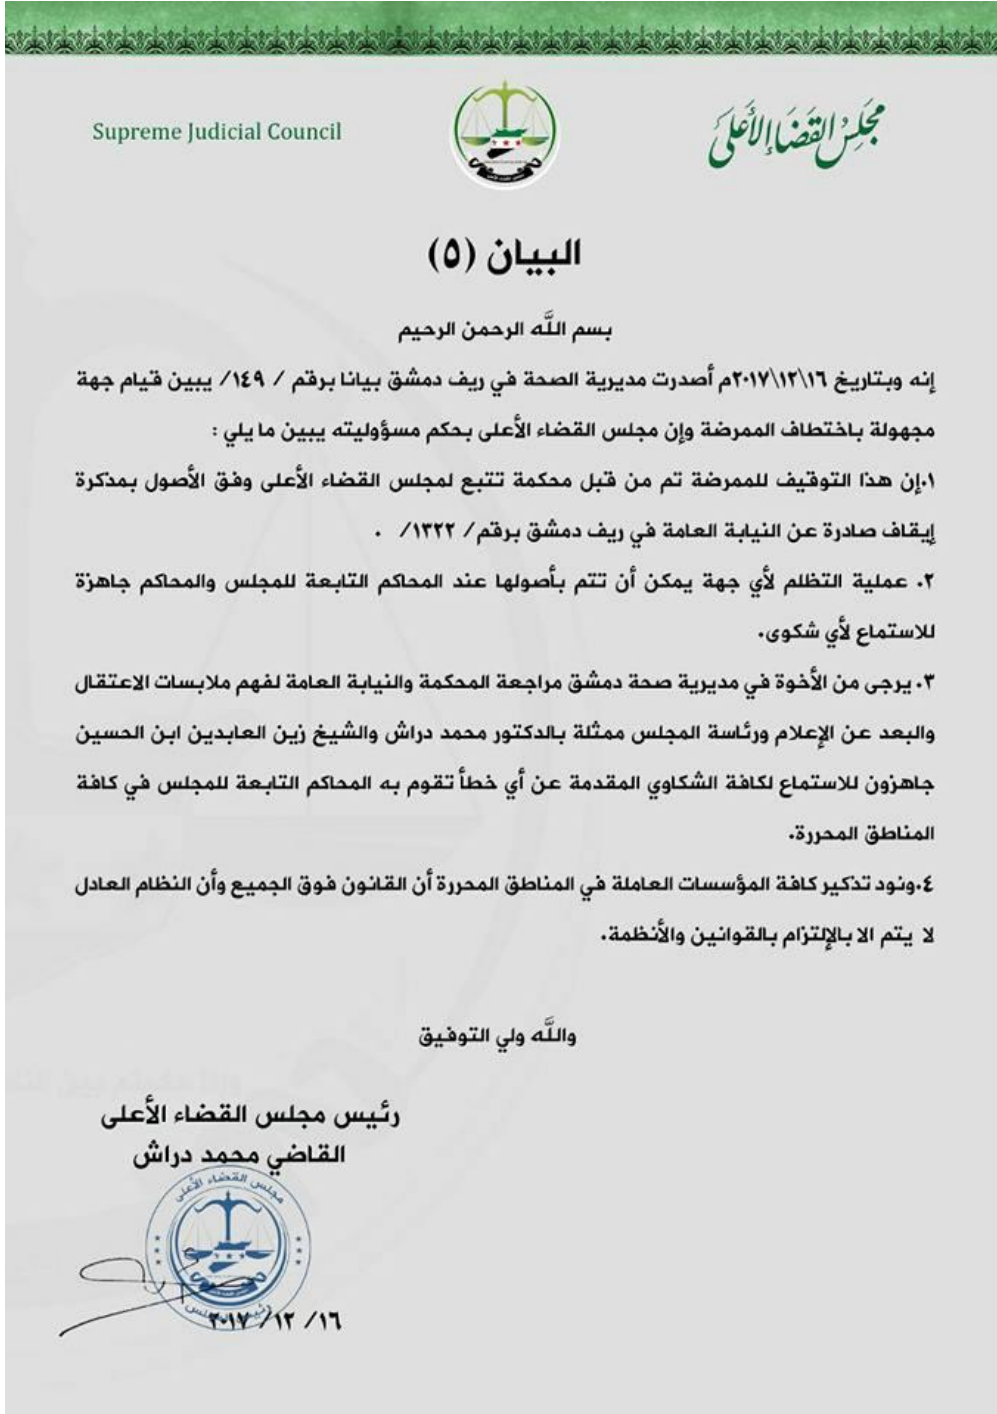 Supreme Judicial Council
مجلس القضاء الأعلى
البيان (٥)
بسم اللَّه الرحمن الرحيم
إنه وبتاريخ ١٦\١٢\٢٠١٧م أصدرت مديرية الصحة في ريف دمشق بيانا برقم / ١٤٩/ يبين قيام جهة
مجهولة باختطاف الممرضة وإن مجلس القضاء الأعلى بحكم مسؤوليته يبين ما يلي :
١.إن هذا التوقيف للممرضة تم من قبل محكمة تتبع لمجلس القضاء الأعلى وفق الأصول بمذكرة
إيقاف صادرة عن النيابة العامة في ريف دمشق برقم/ ١٣٢٢/ .
٢. عملية التظلم لأي جهة يمكن أن تتم بأصولها عند المحاكم التابعة للمجلس والمحاكم جاهزة
للاستماع لأي شكوى.
٣. يرجى من الأخوة في مديرية صحة دمشق مراجعة المحكمة والنيابة العامة لفهم ملابسات الاعتقال
والبعد عن الإعلام ورئاسة المجلس ممثلة بالدكتور محمد دراش والشيخ زين العابدين ابن الحسين
جاهزون للاستماع لكافة الشكاوي المقدمة عن أي خطأ تقوم به المحاكم التابعة للمجلس في كافة
المناطق المحررة.
٤.ونود تذكير كافة المؤسسات العاملة في المناطق المحررة أن القانون فوق الجميع وأن النظام العادل
لا يتم الا بالإلتزام بالقوانين والأنظمة.
واللَّه ولي التوفيق
رئيس مجلس القضاء الأعلى
القاضي محمد دراش
مجلس القضاء الأعلى
رئيس المجلس
١٦/ ١٢/ ٢٠١٧